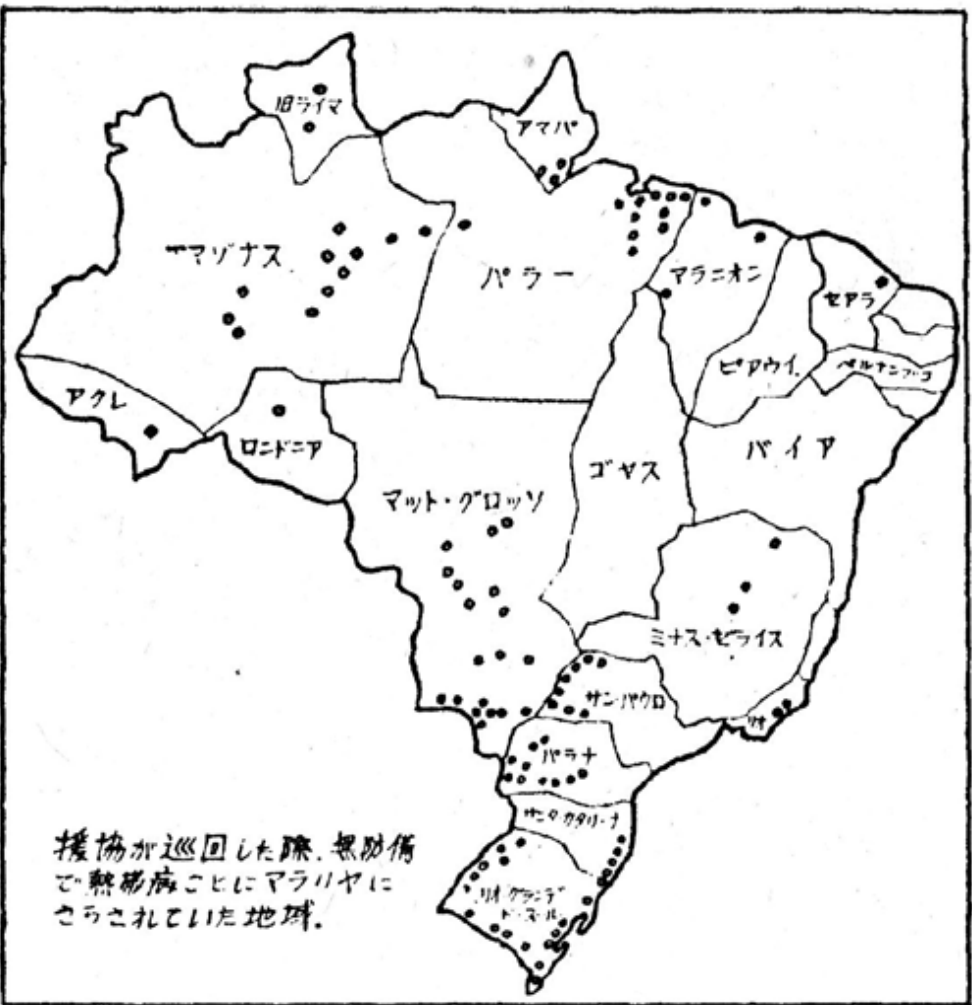 旧ライマ
アマパ
アマゾナス
パラー
マラニオン
セアラ
ピアウイ.
ペルナンブッコ
アクレ
ロンドニア
マット・グロッソ
ゴヤス
バイア
ミナス・ゼライス
サン・パウロ
リオ
パラナ
サンタ・カタリーナ
リオ・グランデ
ド・スール
援協が巡回した際、無防備
で熱帯病ことにマラリヤに
さらされていた地域.